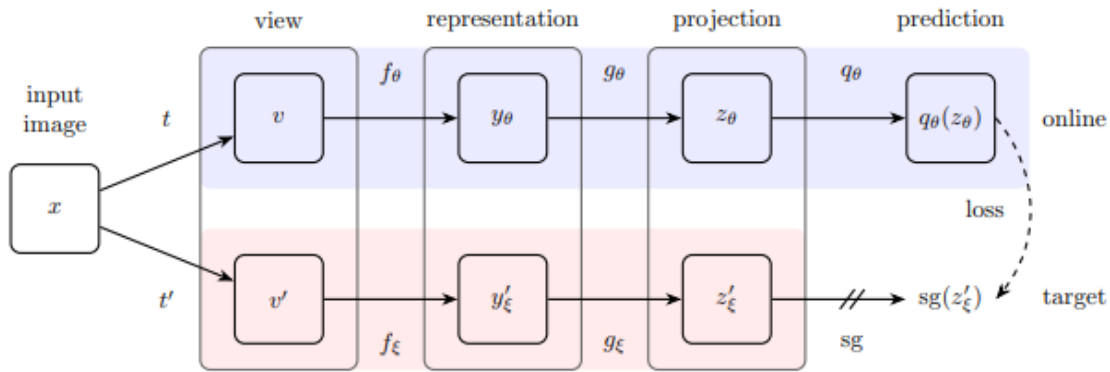 view
representation
projection
prediction
input
image
t
f_θ
g_θ
q_θ
v
y_θ
z_θ
q_θ(z_θ)
online
x
loss
t′
v′
y′_ξ
z′_ξ
sg(z′_ξ)
target
f_ξ
g_ξ
sg